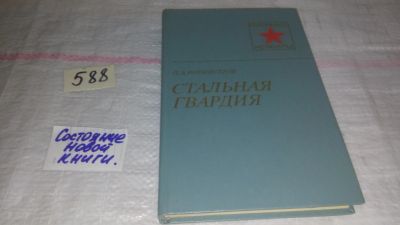 588
Состояние
новой
книги.
СТАЛЬНАЯ
ГВАРДИЯ